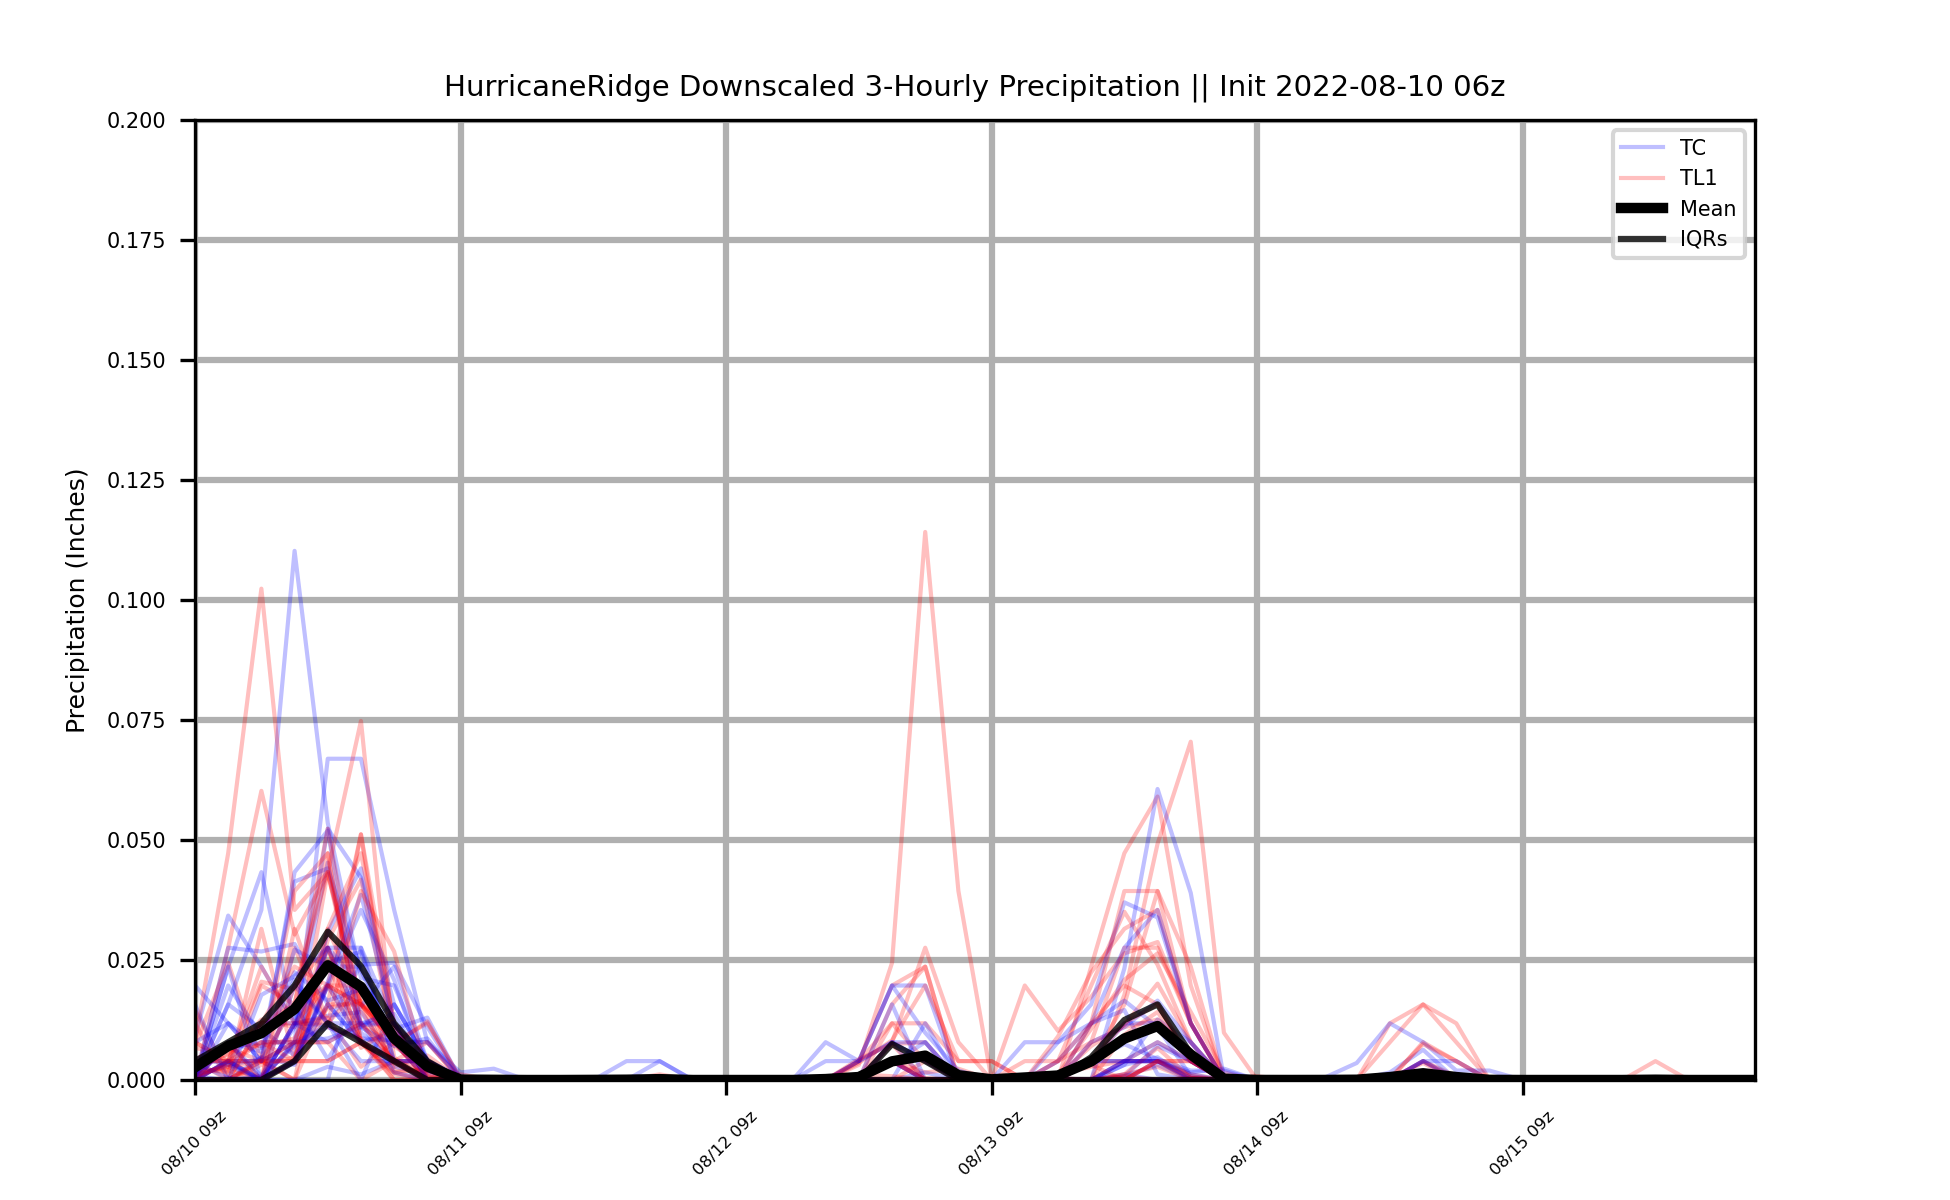 HurricaneRidge Downscaled 3-Hourly Precipitation || Init 2022-08-10 06z
0.200
0.175
0.150
0.125
0.100
0.075
0.050
0.025
0.000
Precipitation (Inches)
TC
TL1
Mean
IQRs
08/10 09z
08/11 09z
08/12 09z
08/13 09z
08/14 09z
08/15 09z